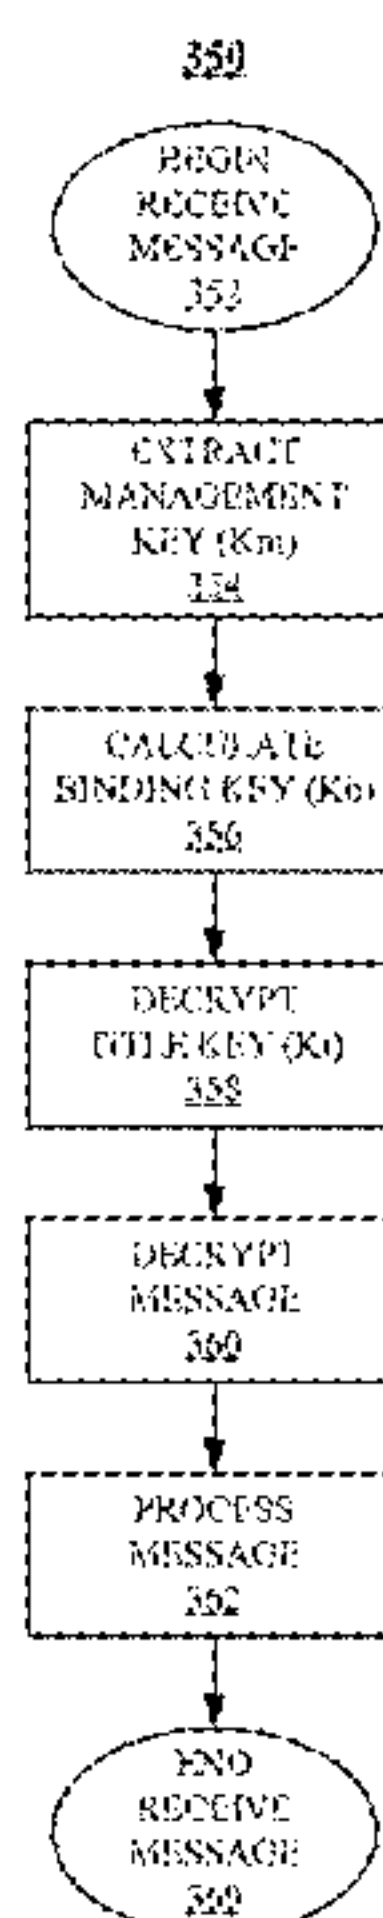 350
BEGIN
RECEIVE
MESSAGE
352
EXTRACT
MANAGEMENT
KEY (Km)
354
CALCULATE
BINDING KEY (Kb)
356
DECRYPT
TITLE KEY (Kt)
358
DECRYPT
MESSAGE
360
PROCESS
MESSAGE
362
END
RECEIVE
MESSAGE
369